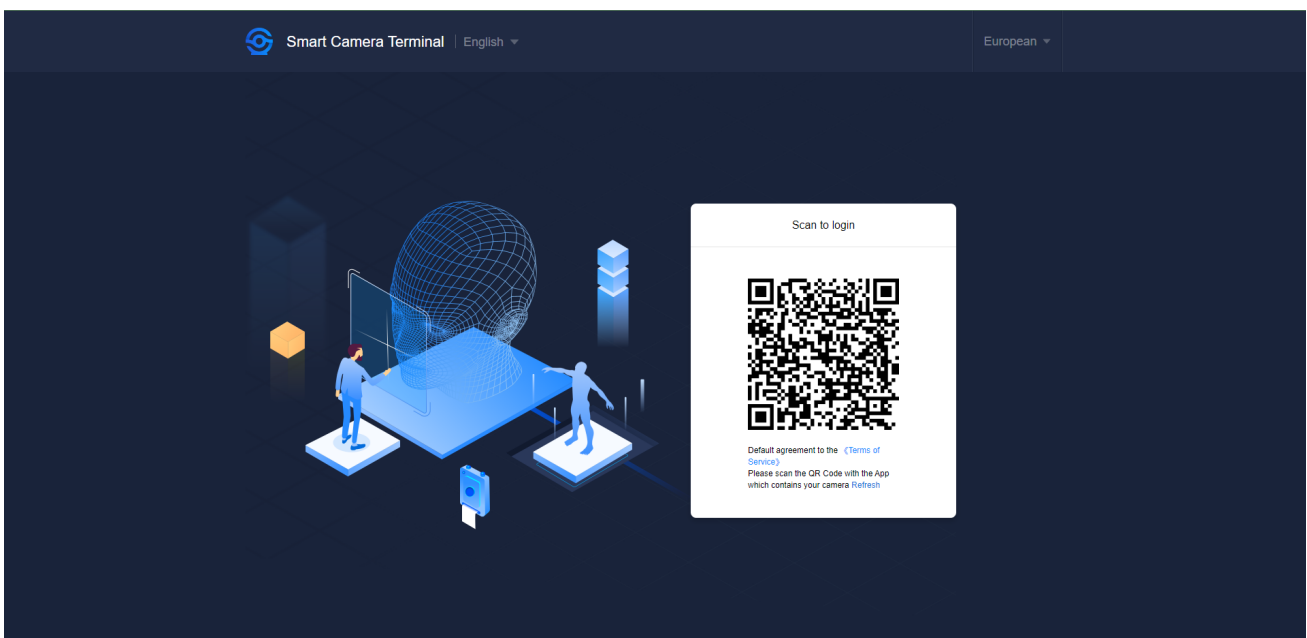 Smart Camera Terminal English
European
Scan to login
Default agreement to the 《Terms of
Service》
Please scan the QR Code with the App
which contains your camera Refresh